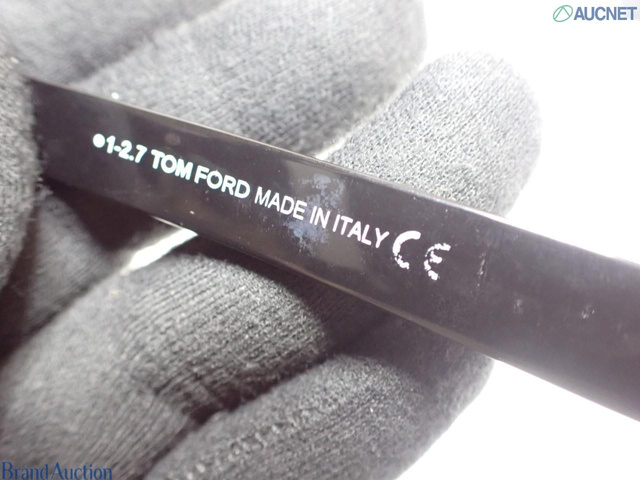 AUCNET
●1-2.7 TOM FORD MADE IN ITALY CE
Brand Auction